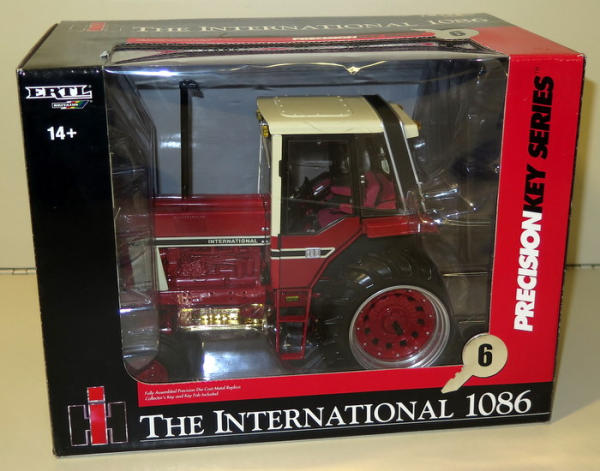 THE INTERNATIONAL 1086
6
ERTL
BRITAINS
14+
PRECISION KEY SERIES
INTERNATIONAL
6
Fully Assembled Precision Die Cast Metal Replica
Collector's Key and Key Fob Included
IH
THE INTERNATIONAL 1086